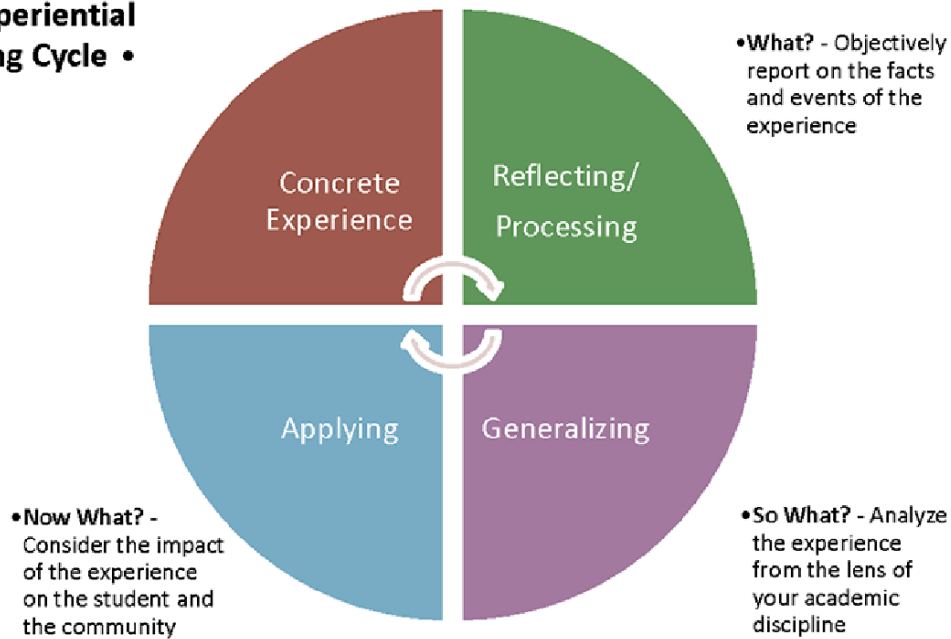 periential
ng Cycle •
•What? - Objectively
report on the facts
and events of the
experience
Concrete
Experience
Reflecting/
Processing
Applying
Generalizing
•Now What? -
Consider the impact
of the experience
on the student and
the community
•So What? - Analyze
the experience
from the lens of
your academic
discipline